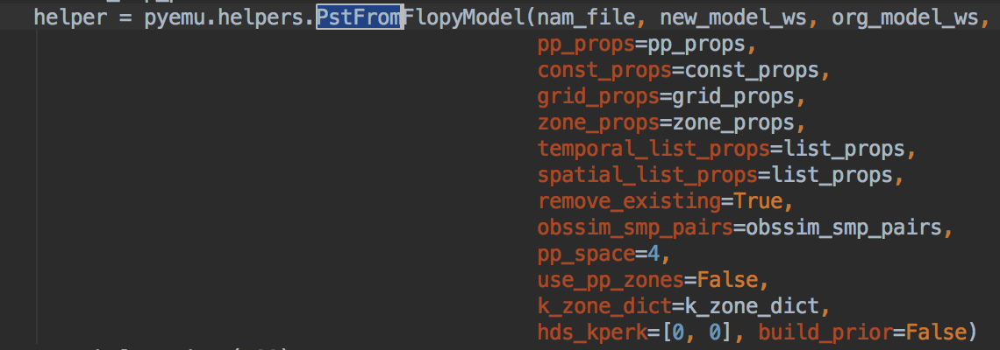 helper = pyemu.helpers.PstFromFlopyModel(nam_file, new_model_ws, org_model_ws,
pp_props=pp_props,
const_props=const_props,
grid_props=grid_props,
zone_props=zone_props,
temporal_list_props=list_props,
spatial_list_props=list_props,
remove_existing=True,
obssim_smp_pairs=obssim_smp_pairs,
pp_space=4,
use_pp_zones=False,
k_zone_dict=k_zone_dict,
hds_kperk=[0, 0], build_prior=False)